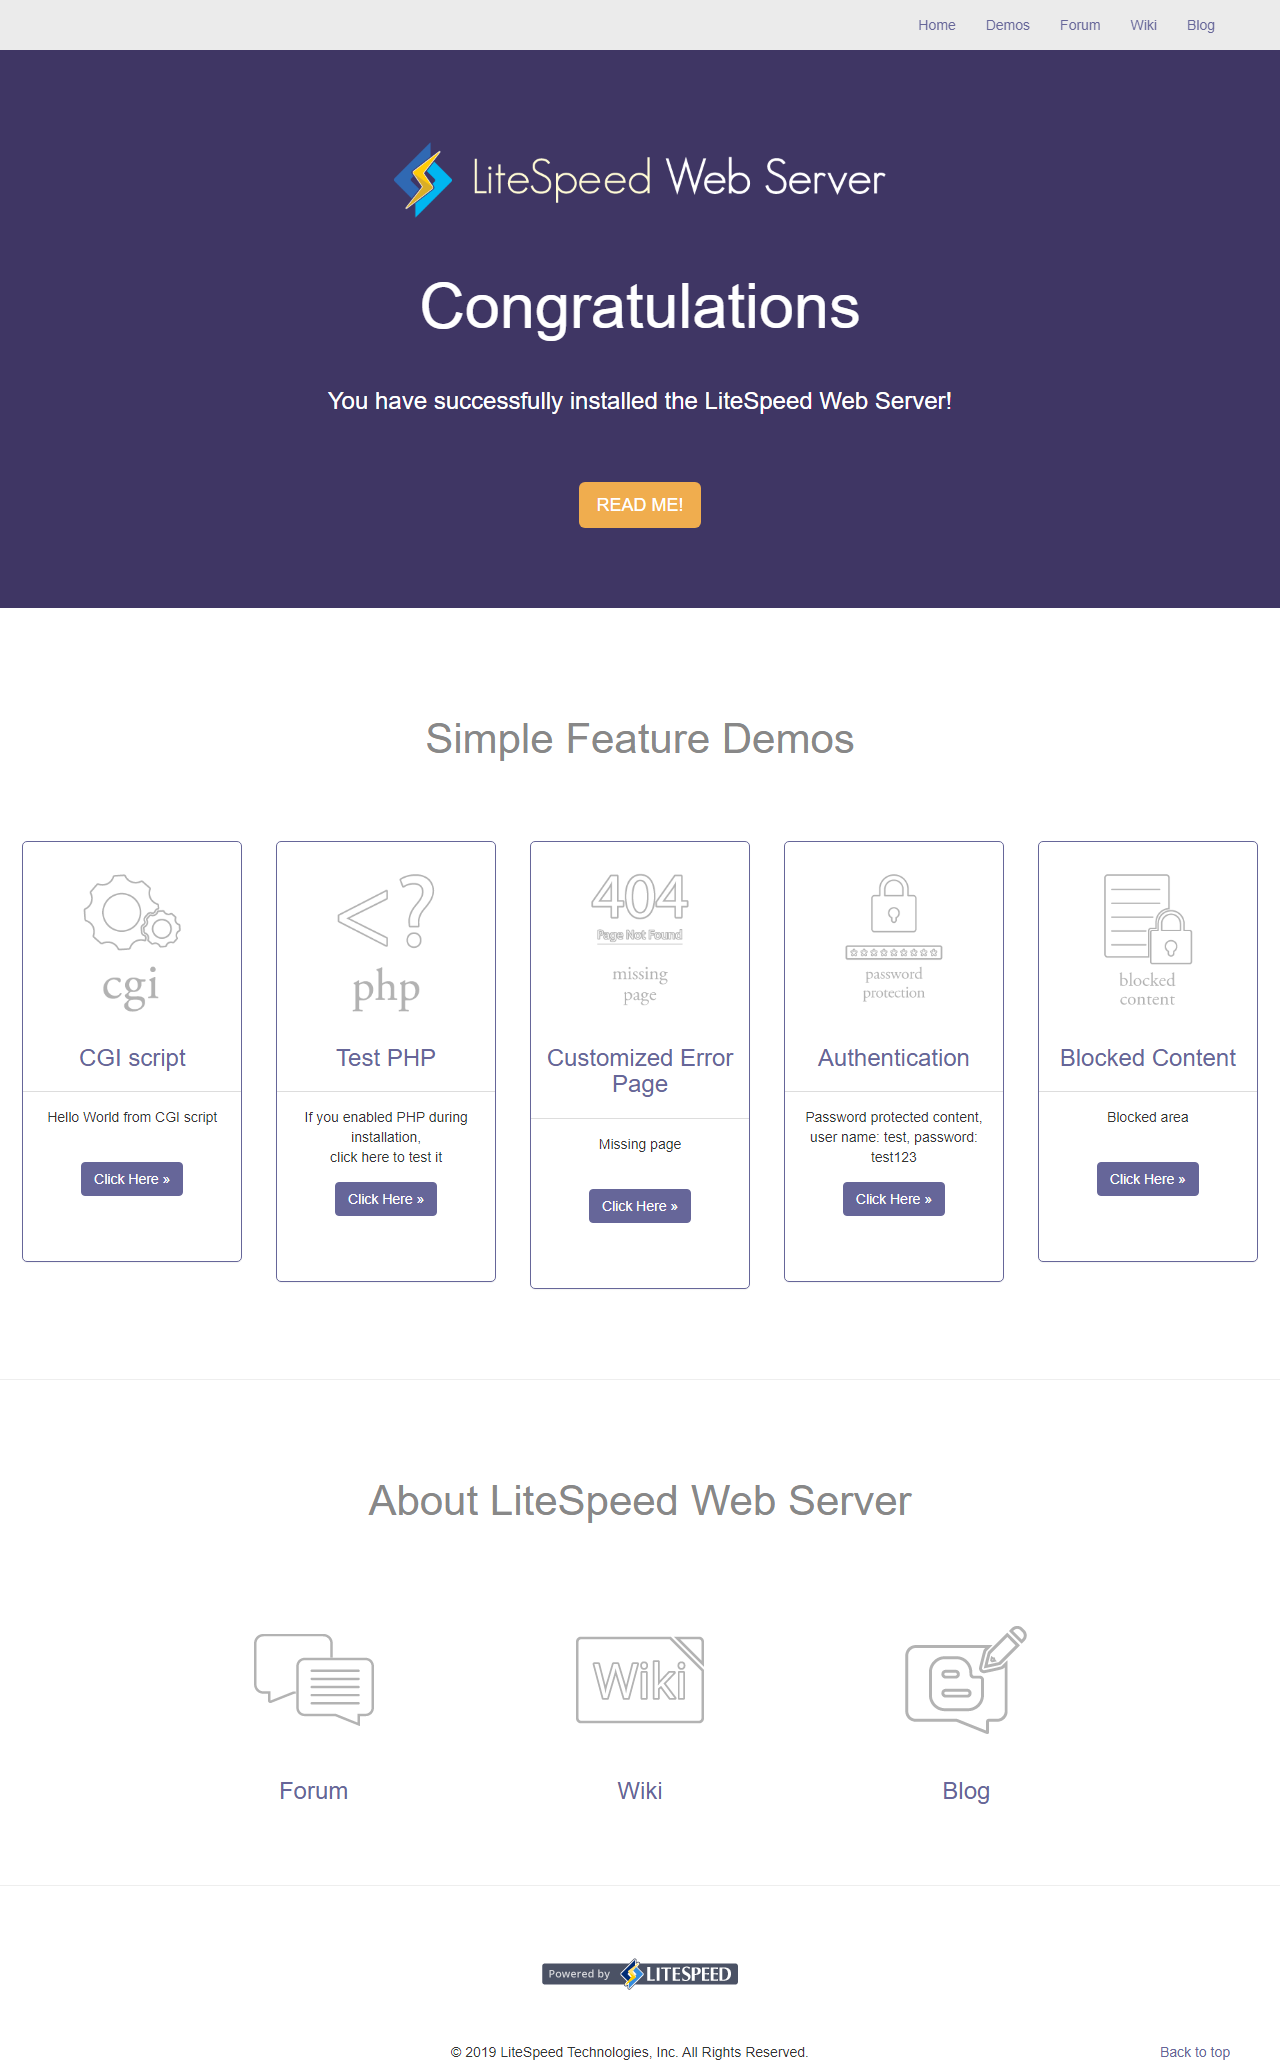 Home Demos Forum Wiki Blog
LiteSpeed Web Server
Congratulations
You have successfully installed the LiteSpeed Web Server!
READ ME!
Simple Feature Demos
cgi
CGI script
Hello World from CGI script
Click Here »
<?
php
Test PHP
If you enabled PHP during
installation,
click here to test it
Click Here »
404
Page Not Found
missing
page
Customized Error
Page
Missing page
Click Here »
password
protection
Authentication
Password protected content,
user name: test, password:
test123
Click Here »
blocked
content
Blocked Content
Blocked area
Click Here »
About LiteSpeed Web Server
Forum
Wiki
Wiki
B
Blog
Powered by LITESPEED
© 2019 LiteSpeed Technologies, Inc. All Rights Reserved.
Back to top